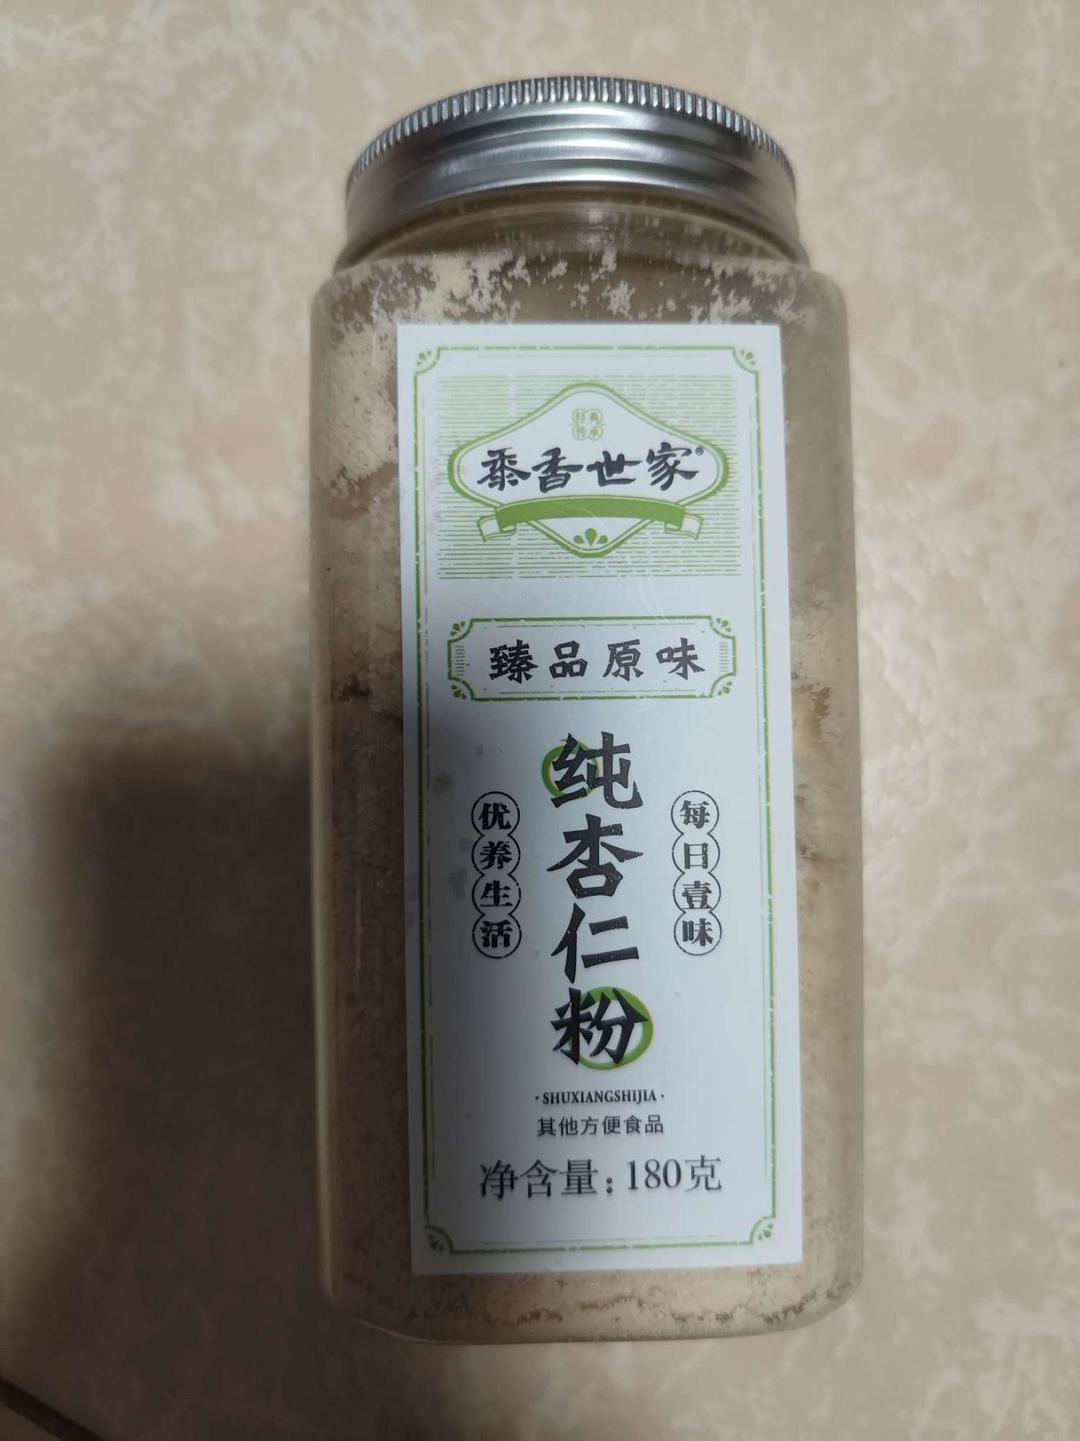 黍香世家®
臻品原味
纯杏仁粉
每日壹味
优养生活
·SHUXIANGSHIJIA·
其他方便食品
净含量：180克